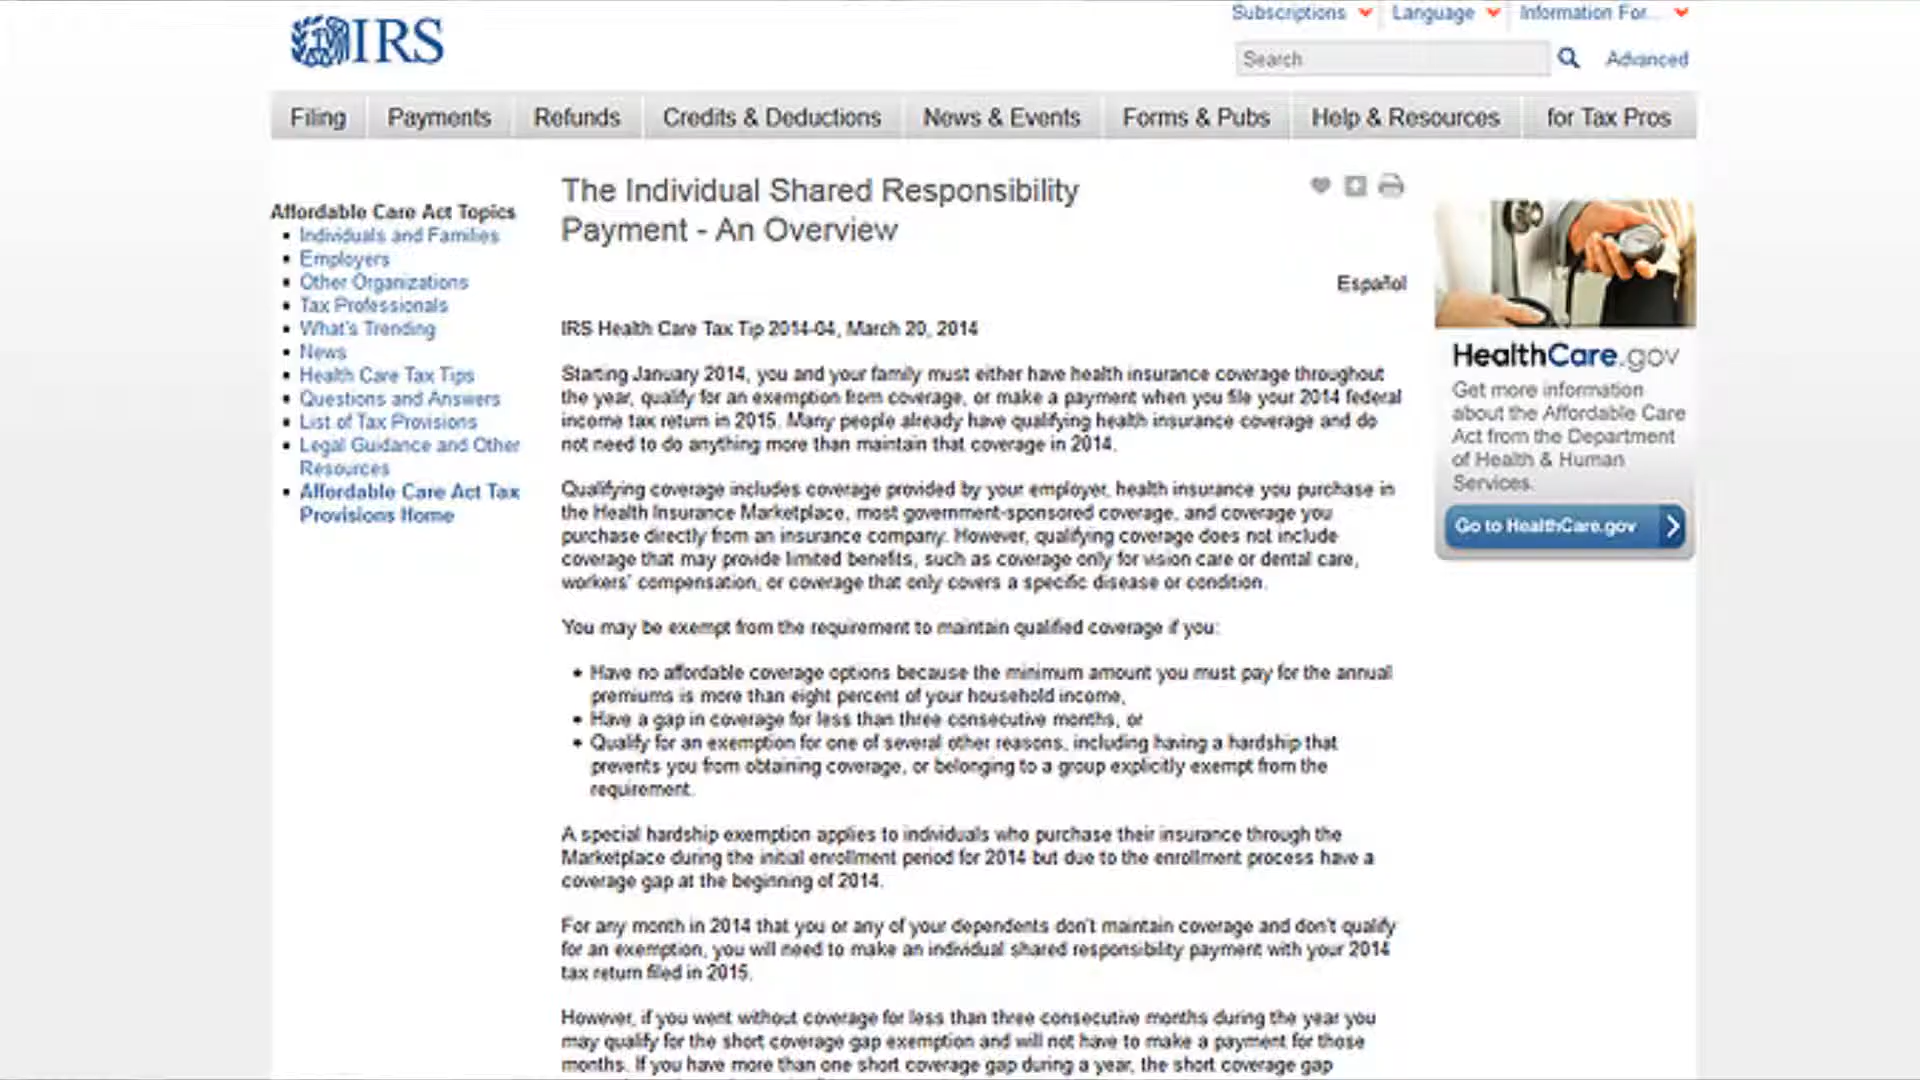 IRS
Subscriptions
Language
Information For...
Search
Advanced
Filing
Payments
Refunds
Credits & Deductions
News & Events
Forms & Pubs
Help & Resources
for Tax Pros
Affordable Care Act Topics
Individuals and Families
Employers
Other Organizations
Tax Professionals
What's Trending
News
Health Care Tax Tips
Questions and Answers
List of Tax Provisions
Legal Guidance and Other
Resources
Affordable Care Act Tax
Provisions Home
The Individual Shared Responsibility
Payment - An Overview
Español
IRS Health Care Tax Tip 2014-04, March 20, 2014
Starting January 2014, you and your family must either have health insurance coverage throughout
the year, qualify for an exemption from coverage, or make a payment when you file your 2014 federal
income tax return in 2015. Many people already have qualifying health insurance coverage and do
not need to do anything more than maintain that coverage in 2014.
Qualifying coverage includes coverage provided by your employer, health insurance you purchase in
the Health Insurance Marketplace, most government-sponsored coverage, and coverage you
purchase directly from an insurance company. However, qualifying coverage does not include
coverage that may provide limited benefits, such as coverage only for vision care or dental care,
workers' compensation, or coverage that only covers a specific disease or condition.
You may be exempt from the requirement to maintain qualified coverage if you:
Have no affordable coverage options because the minimum amount you must pay for the annual
premiums is more than eight percent of your household income,
Have a gap in coverage for less than three consecutive months, or
Qualify for an exemption for one of several other reasons, including having a hardship that
prevents you from obtaining coverage, or belonging to a group explicitly exempt from the
requirement.
A special hardship exemption applies to individuals who purchase their insurance through the
Marketplace during the initial enrollment period for 2014 but due to the enrollment process have a
coverage gap at the beginning of 2014.
For any month in 2014 that you or any of your dependents don't maintain coverage and don't qualify
for an exemption, you will need to make an individual shared responsibility payment with your 2014
tax return filed in 2015.
However, if you went without coverage for less than three consecutive months during the year you
may qualify for the short coverage gap exemption and will not have to make a payment for those
months. If you have more than one short coverage gap during a year, the short coverage gap
HealthCare.gov
Get more information
about the Affordable Care
Act from the Department
of Health & Human
Services.
Go to HealthCare.gov